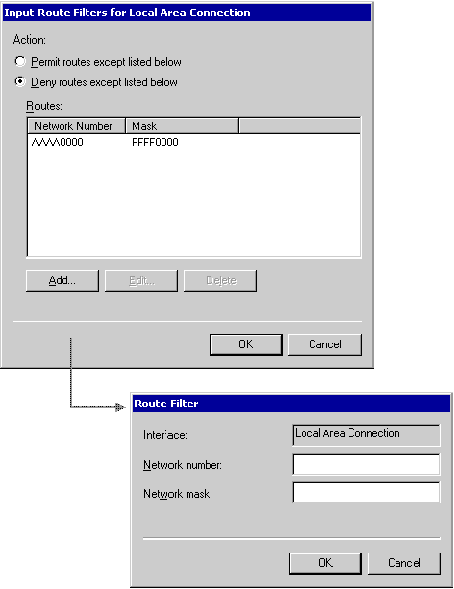 Input Route Filters for Local Area Connection
Action:
Permit routes except listed below
Deny routes except listed below
Routes:
Network Number Mask
AAAA0000 FFFF0000
Add... Edit... Delete
OK Cancel
Route Filter
Interface: Local Area Connection
Network number:
Network mask
OK Cancel